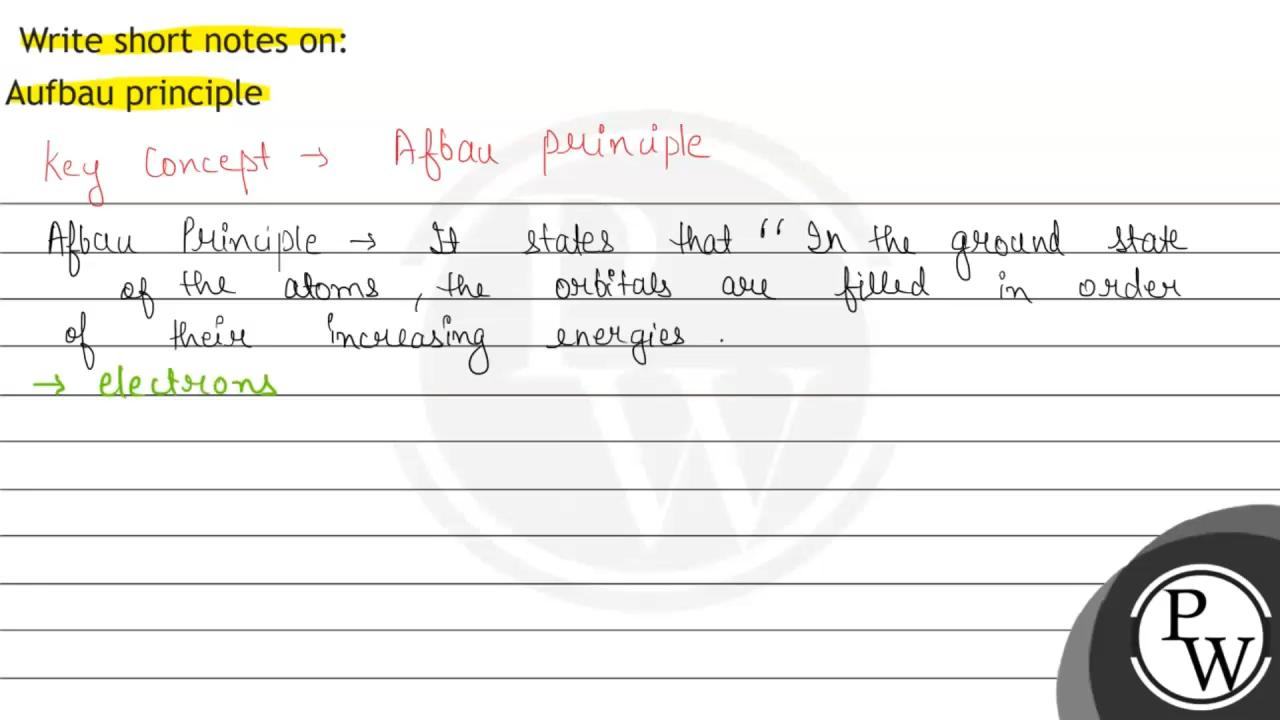 Write short notes on:
Aufbau principle
Key Concept → Afbau principle
Afbau Principle → It states that “ In the ground state
of the atoms, the orbitals are filled in order
of their increasing energies.
→ electrons
PW